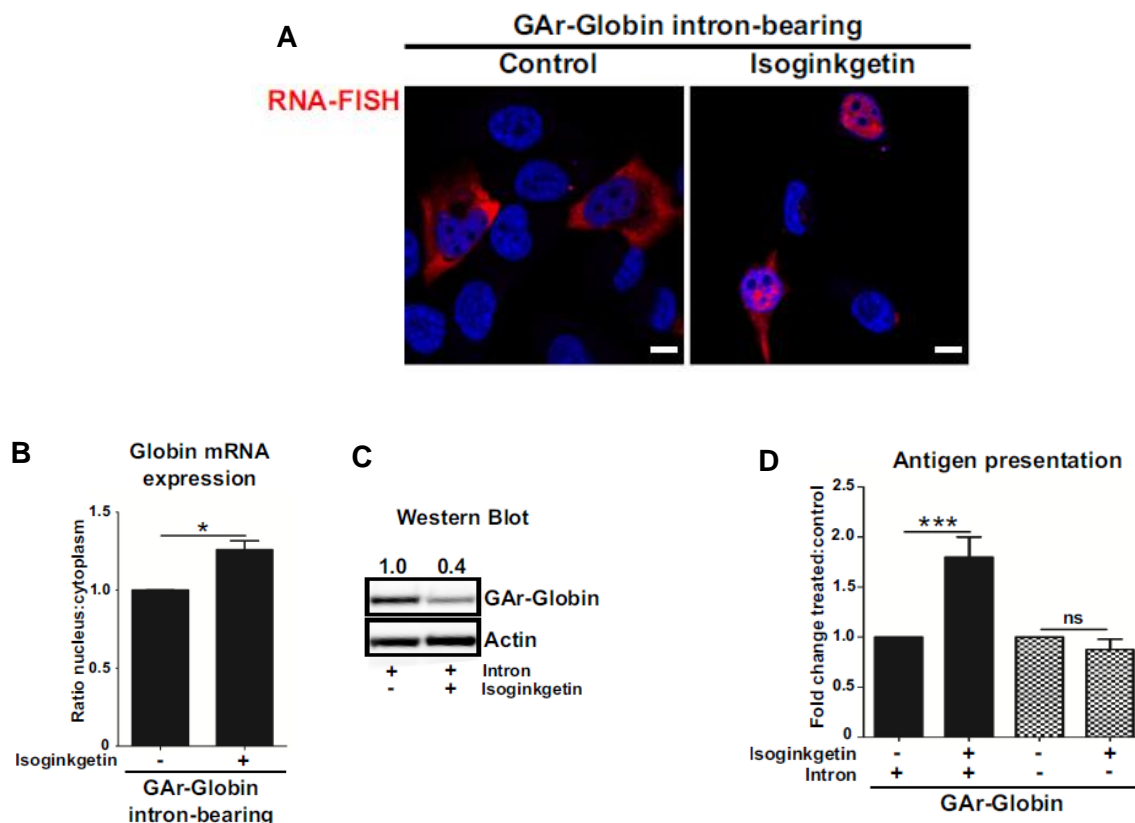 A
GAr-Globin intron-bearing
Control
Isoginkgetin
RNA-FISH
B
Globin mRNA
expression
Ratio nucleus:cytoplasm
1.5
1.0
0.5
0
*
Isoginkgetin - +
GAr-Globin
intron-bearing
C
Western Blot
1.0 0.4
GAr-Globin
Actin
+ + Intron
- + Isoginkgetin
D
Antigen presentation
Fold change treated:control
2.5
2.0
1.5
1.0
0.5
0.0
***
ns
Isoginkgetin - + - +
Intron + + - -
GAr-Globin